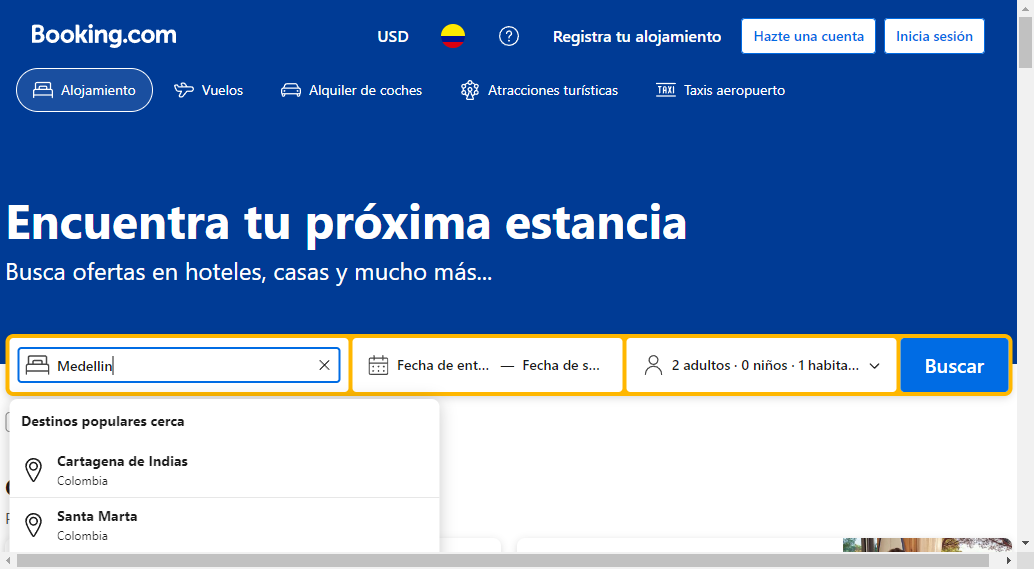 Booking.com
USD
Registra tu alojamiento
Hazte una cuenta
Inicia sesión
Alojamiento
Vuelos
Alquiler de coches
Atracciones turísticas
TAXI
Taxis aeropuerto
Encuentra tu próxima estancia
Busca ofertas en hoteles, casas y mucho más...
Medellin
Fecha de ent... — Fecha de s...
2 adultos · 0 niños · 1 habita...
Buscar
Destinos populares cerca
Cartagena de Indias
Colombia
Santa Marta
Colombia